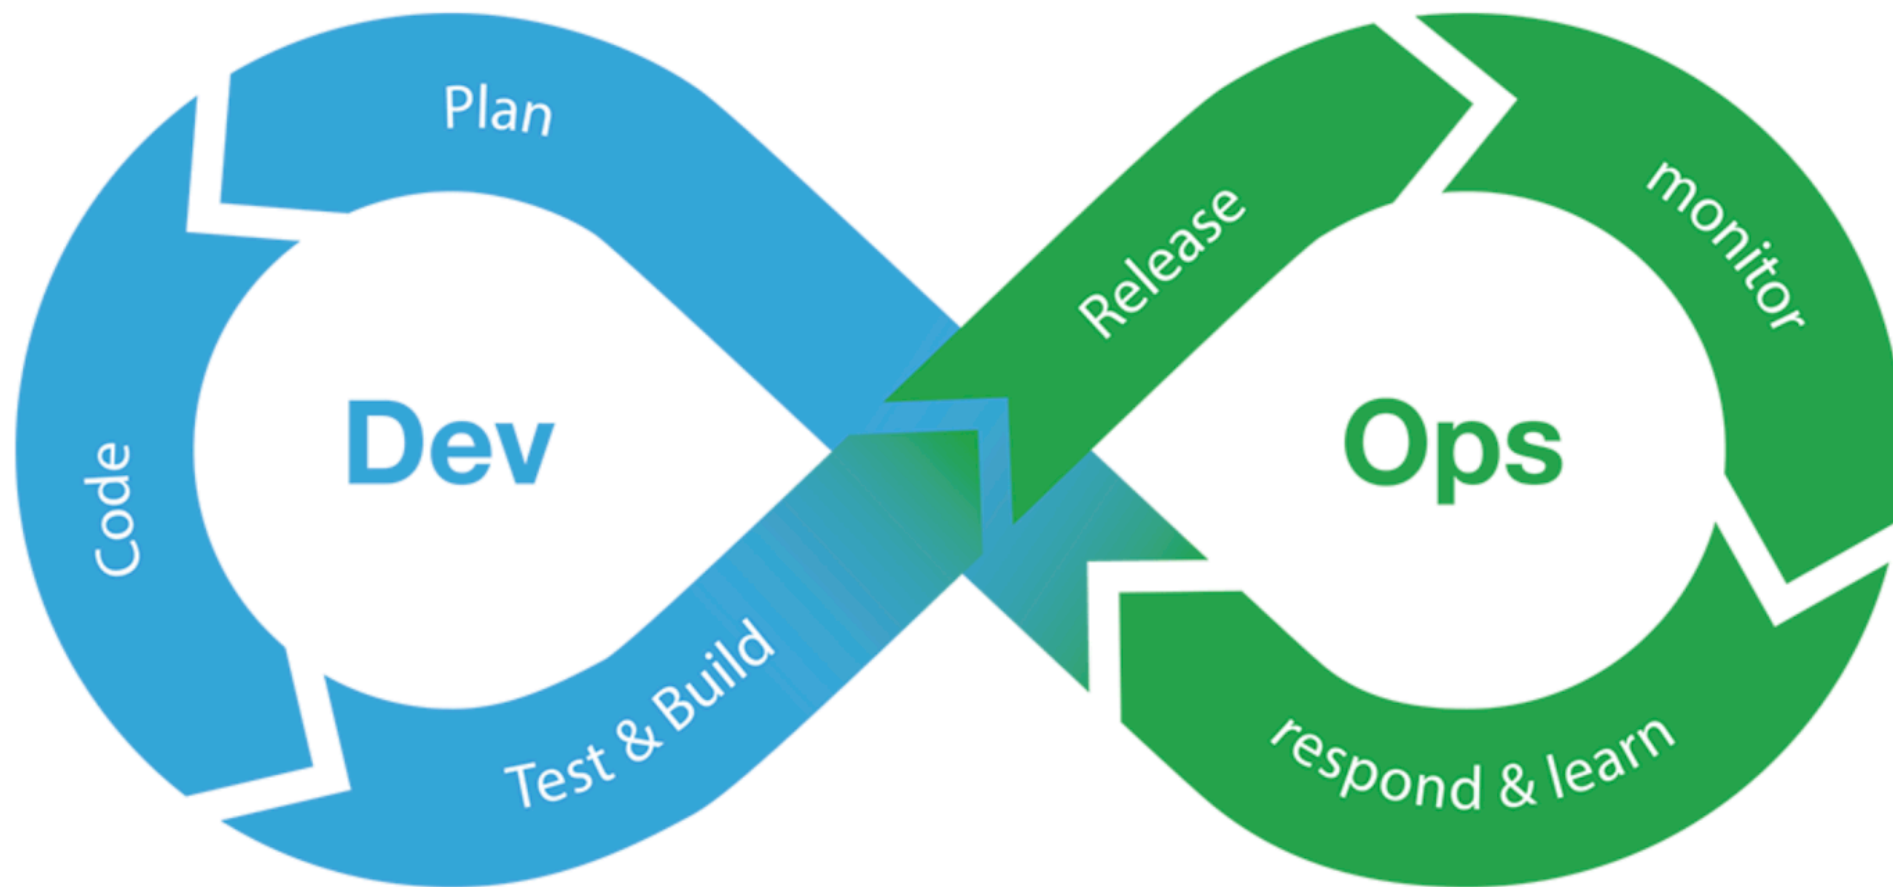 Plan
Code
Dev
Test & Build
Release
monitor
Ops
respond & learn